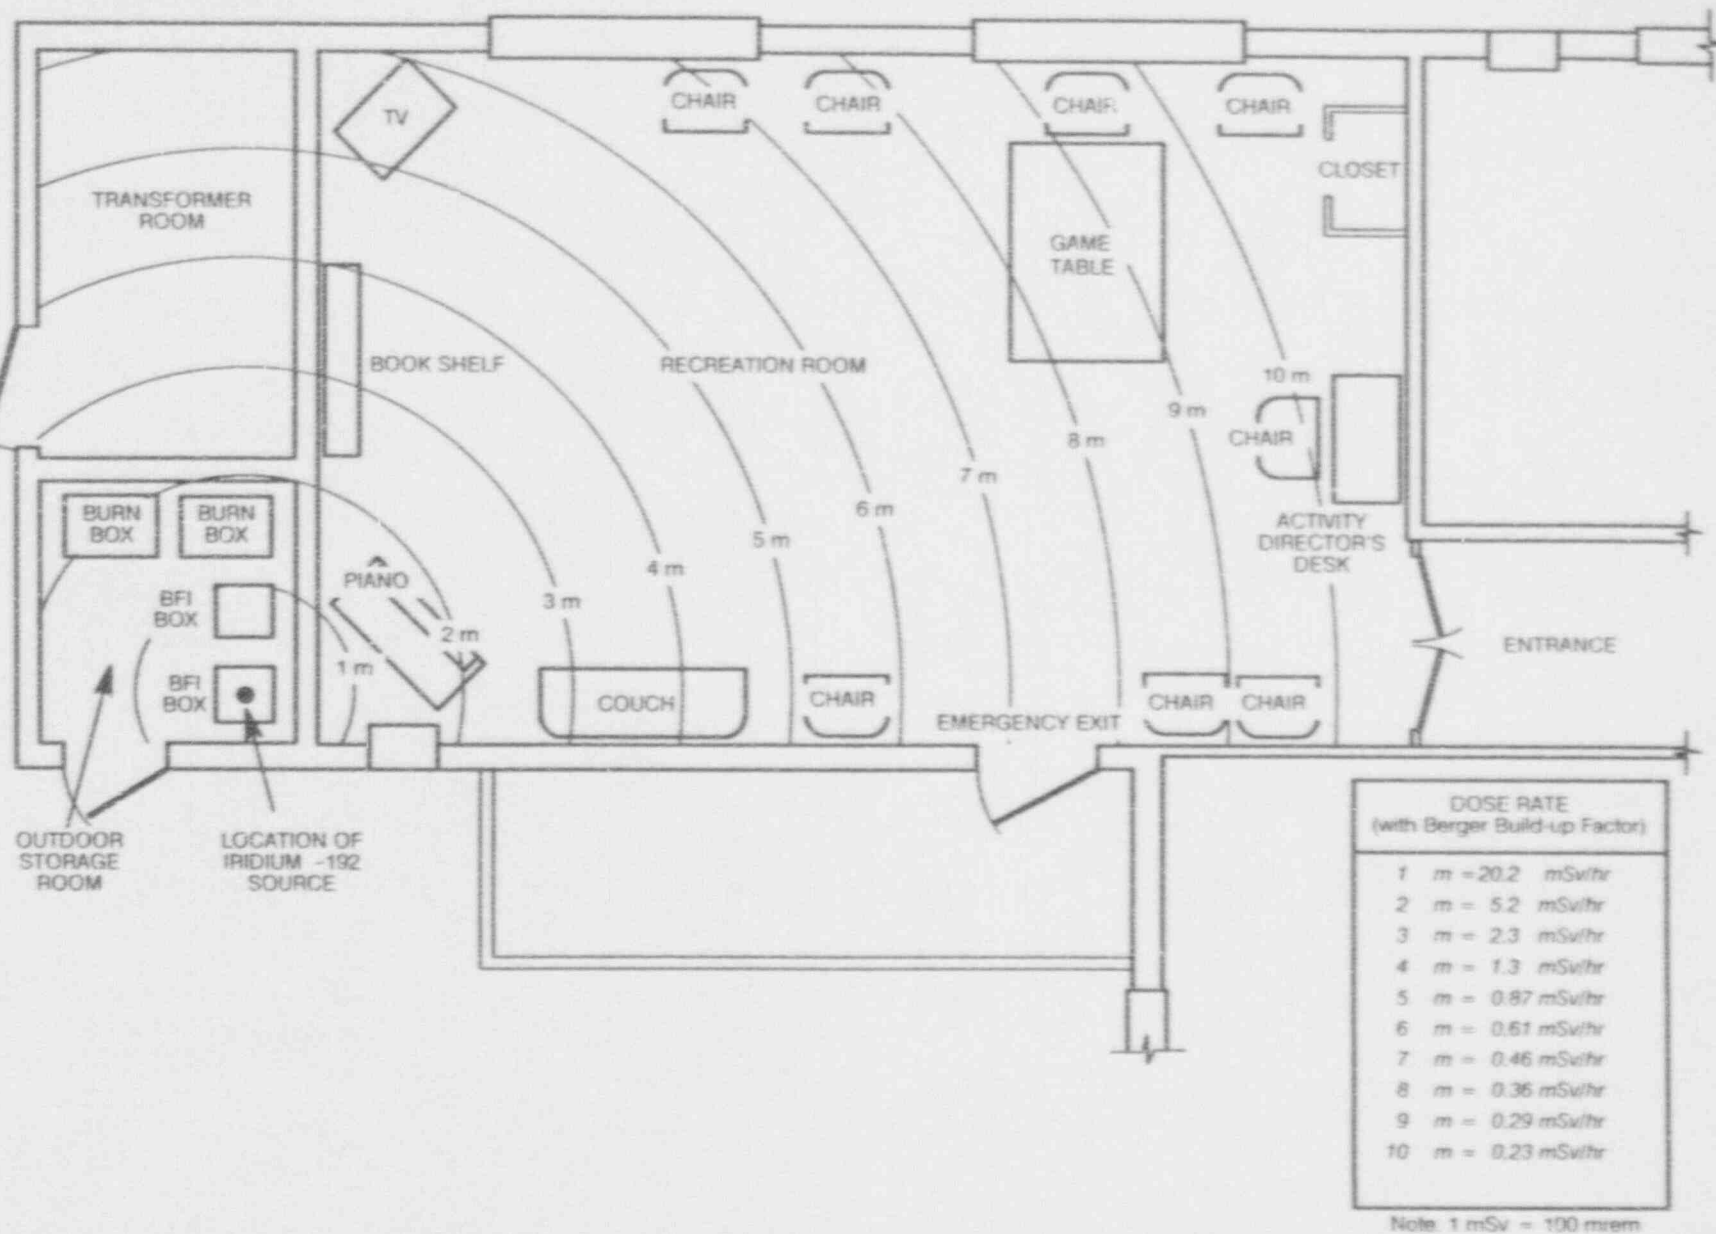 CHAIR
CHAIR
CHAIR
CHAIR
TV
CLOSET
TRANSFORMER
ROOM
GAME
TABLE
BOOK SHELF
RECREATION ROOM
10 m
9 m
8 m
7 m
6 m
5 m
4 m
3 m
2 m
1 m
CHAIR
ACTIVITY
DIRECTOR'S
DESK
BURN
BOX
BURN
BOX
PIANO
BFI
BOX
BFI
BOX
COUCH
CHAIR
EMERGENCY EXIT
CHAIR
CHAIR
ENTRANCE
OUTDOOR
STORAGE
ROOM
LOCATION OF
IRIDIUM -192
SOURCE
DOSE RATE
(with Berger Build-up Factor)
1 m = 20.2 mSv/hr
2 m = 5.2 mSv/hr
3 m = 2.3 mSv/hr
4 m = 1.3 mSv/hr
5 m = 0.87 mSv/hr
6 m = 0.61 mSv/hr
7 m = 0.46 mSv/hr
8 m = 0.36 mSv/hr
9 m = 0.29 mSv/hr
10 m = 0.23 mSv/hr
Note: 1 mSv = 100 mrem